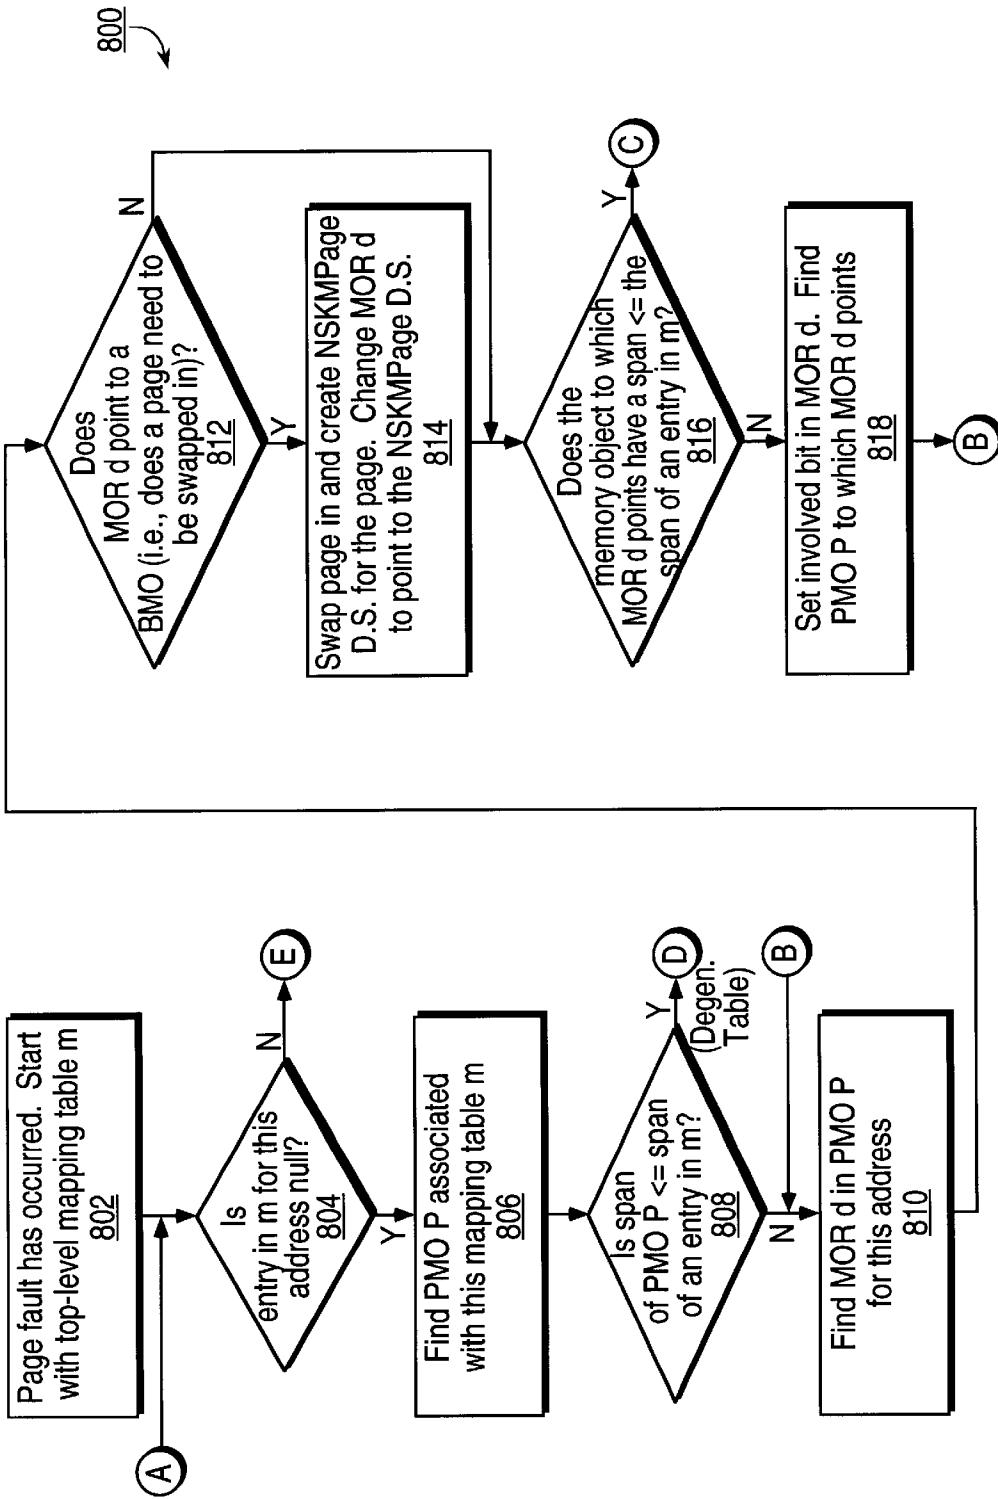 800
Page fault has occurred. Start
with top-level mapping table m
802
A
Is
entry in m for this
address null?
804
N
E
Y
Find PMO P associated
with this mapping table m
806
Is span
of PMO P <= span
of an entry in m?
808
Y
D
(Degen.
Table)
N
B
Find MOR d in PMO P
for this address
810
Does
MOR d point to a
BMO (i.e., does a page need to
be swapped in)?
812
N
Y
Swap page in and create NSKMPage
D.S. for the page. Change MOR d
to point to the NSKMPage D.S.
814
Does the
memory object to which
MOR d points have a span <= the
span of an entry in m?
816
Y
C
N
Set involved bit in MOR d. Find
PMO P to which MOR d points
818
B